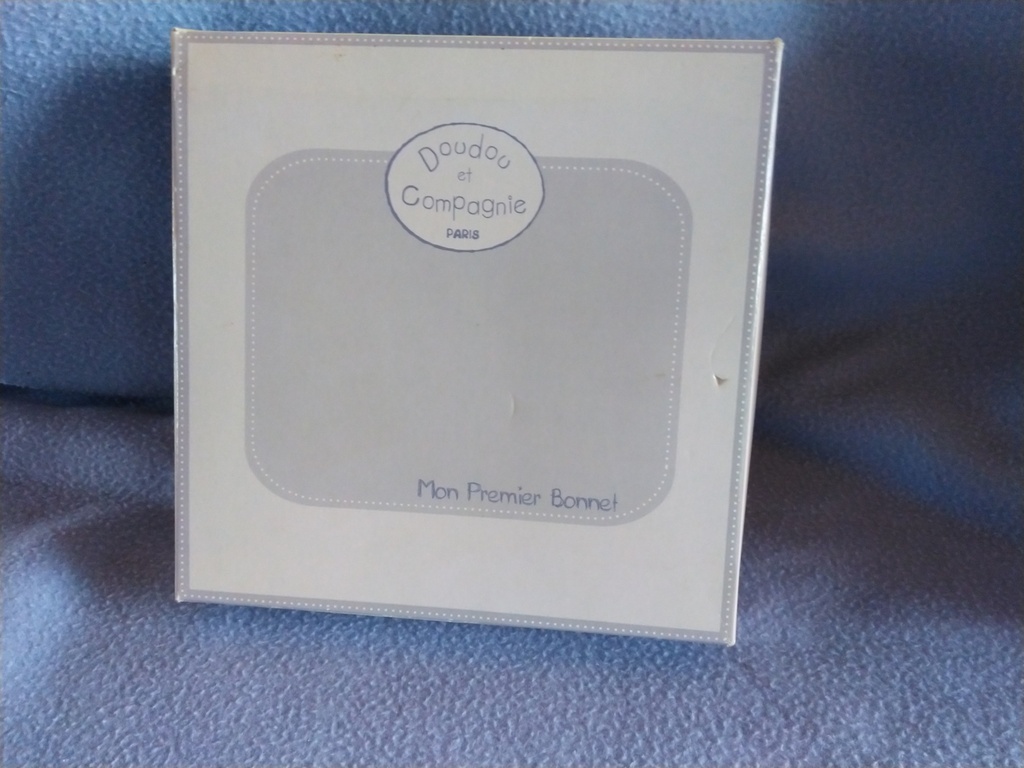 Doudou
et
Compagnie
PARIS
Mon Premier Bonnet